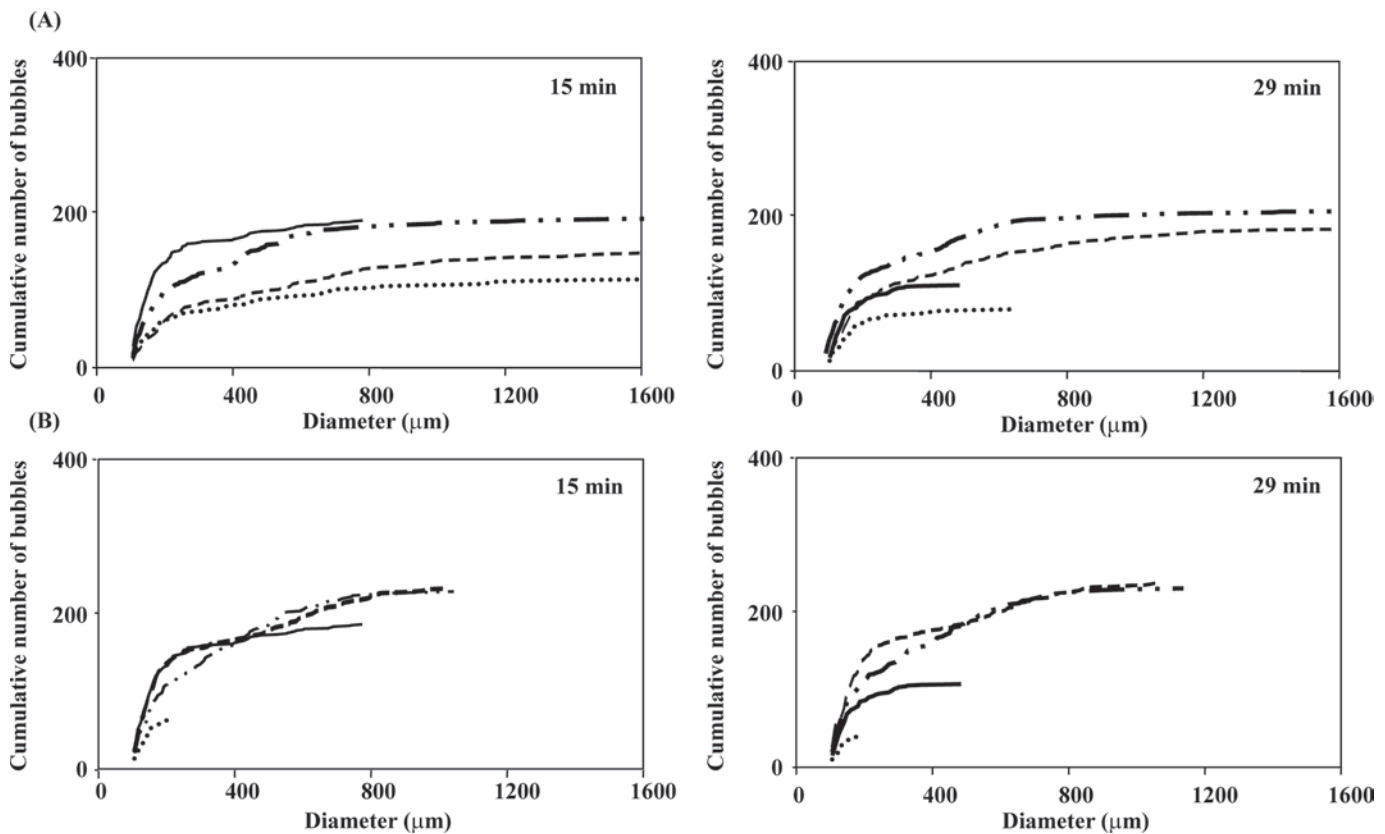 (A)
Cumulative number of bubbles
400
200
0
15 min
0 400 800 1200 1600
Diameter (μm)
Cumulative number of bubbles
400
200
0
29 min
0 400 800 1200 1600
Diameter (μm)
(B)
Cumulative number of bubbles
400
200
0
15 min
0 400 800 1200 1600
Diameter (μm)
Cumulative number of bubbles
400
200
0
29 min
0 400 800 1200 1600
Diameter (μm)